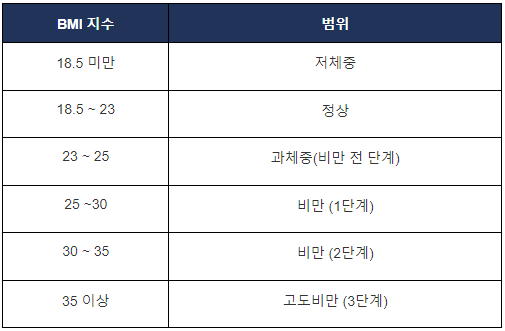 BMI 지수 범위
18.5 미만 저체중
18.5 ~ 23 정상
23 ~ 25 과체중(비만 전 단계)
25 ~30 비만 (1단계)
30 ~ 35 비만 (2단계)
35 이상 고도비만 (3단계)